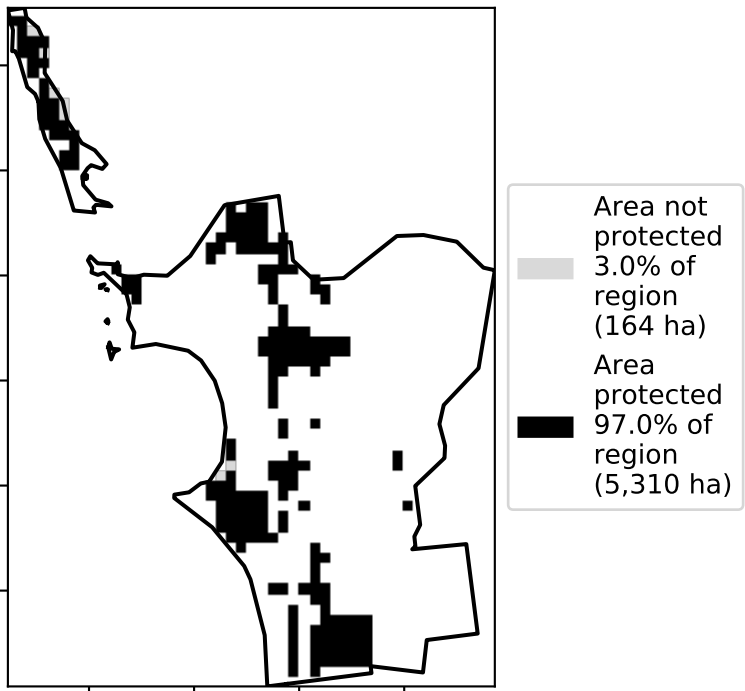 Area not
protected
3.0% of
region
(164 ha)
Area
protected
97.0% of
region
(5,310 ha)